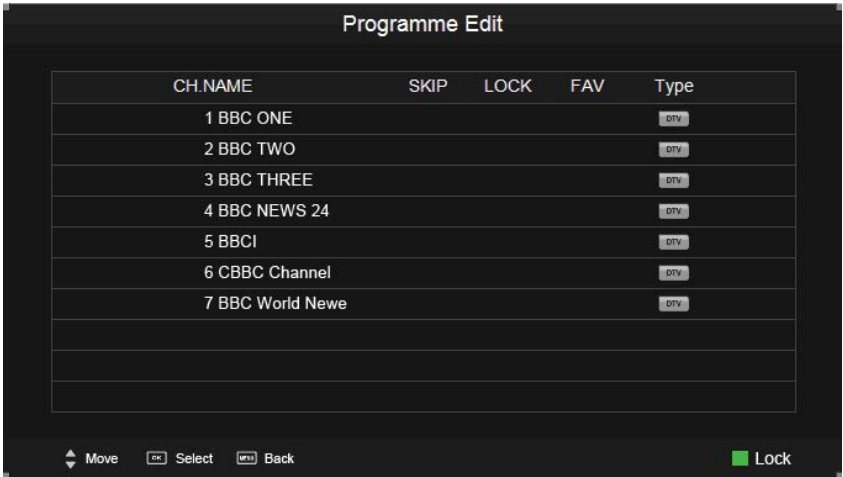 Programme Edit
CH.NAME SKIP LOCK FAV Type
1 BBC ONE DTV
2 BBC TWO DTV
3 BBC THREE DTV
4 BBC NEWS 24 DTV
5 BBCI DTV
6 CBBC Channel DTV
7 BBC World Newe DTV
Move OK Select MENU Back Lock